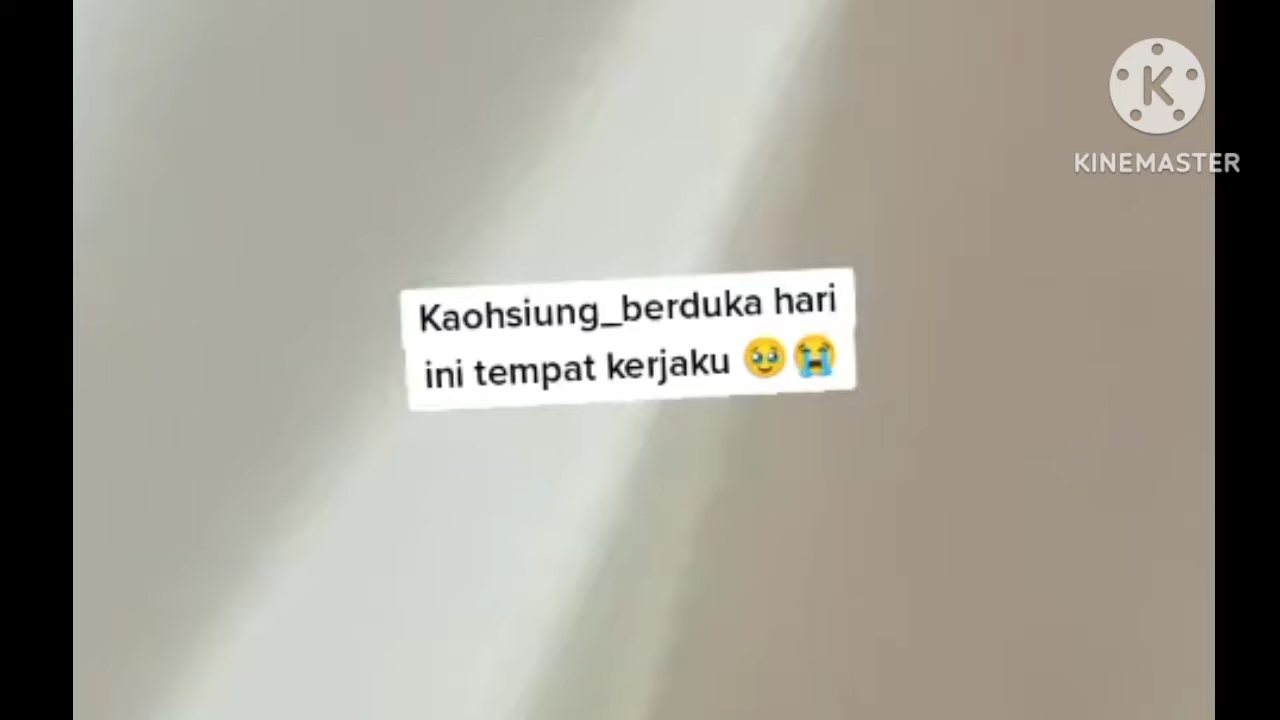 K
KINEMASTER
Kaohsiung_berduka hari
ini tempat kerjaku 🥹😭